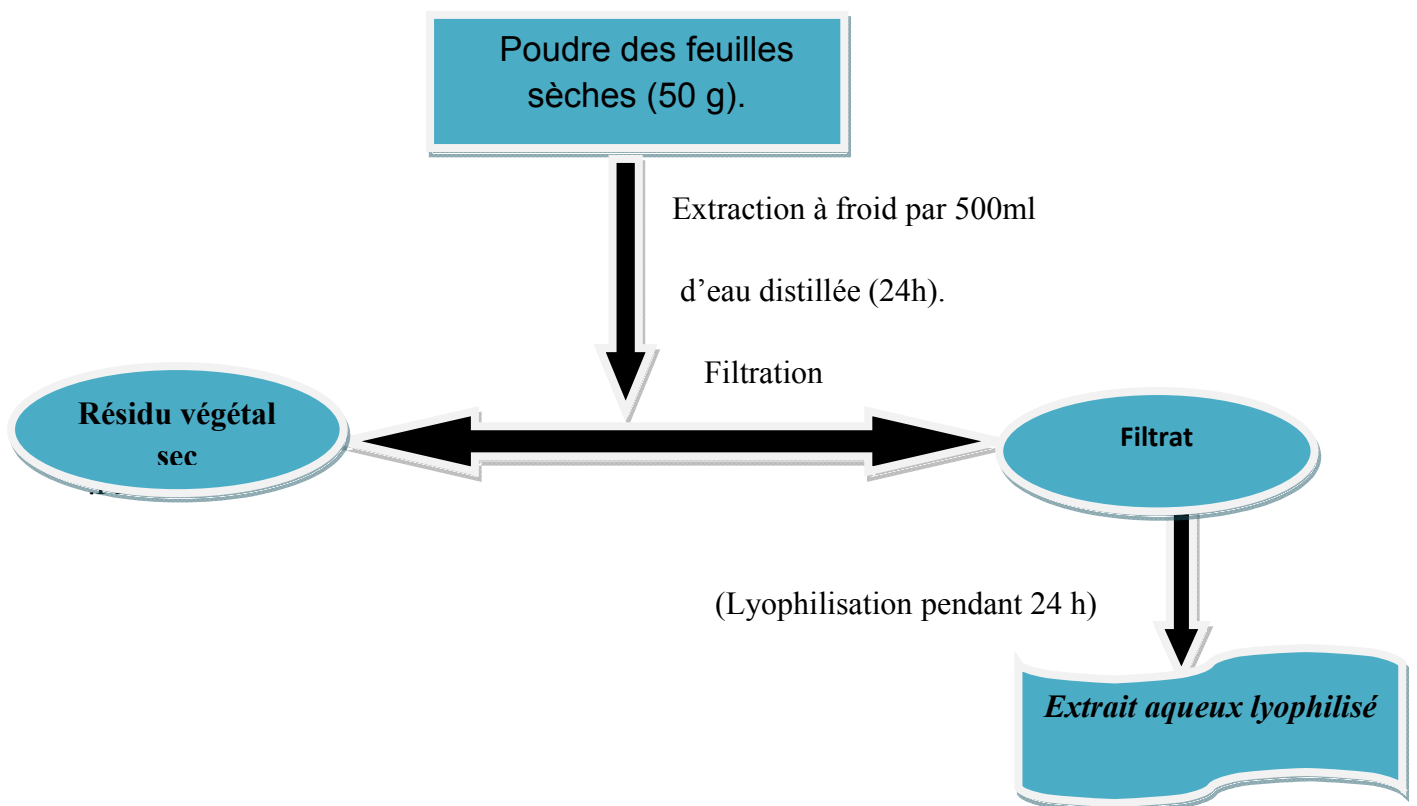 Poudre des feuilles
sèches (50 g).
Extraction à froid par 500ml
d’eau distillée (24h).
Filtration
Résidu végétal
sec
Filtrat
(Lyophilisation pendant 24 h)
Extrait aqueux lyophilisé